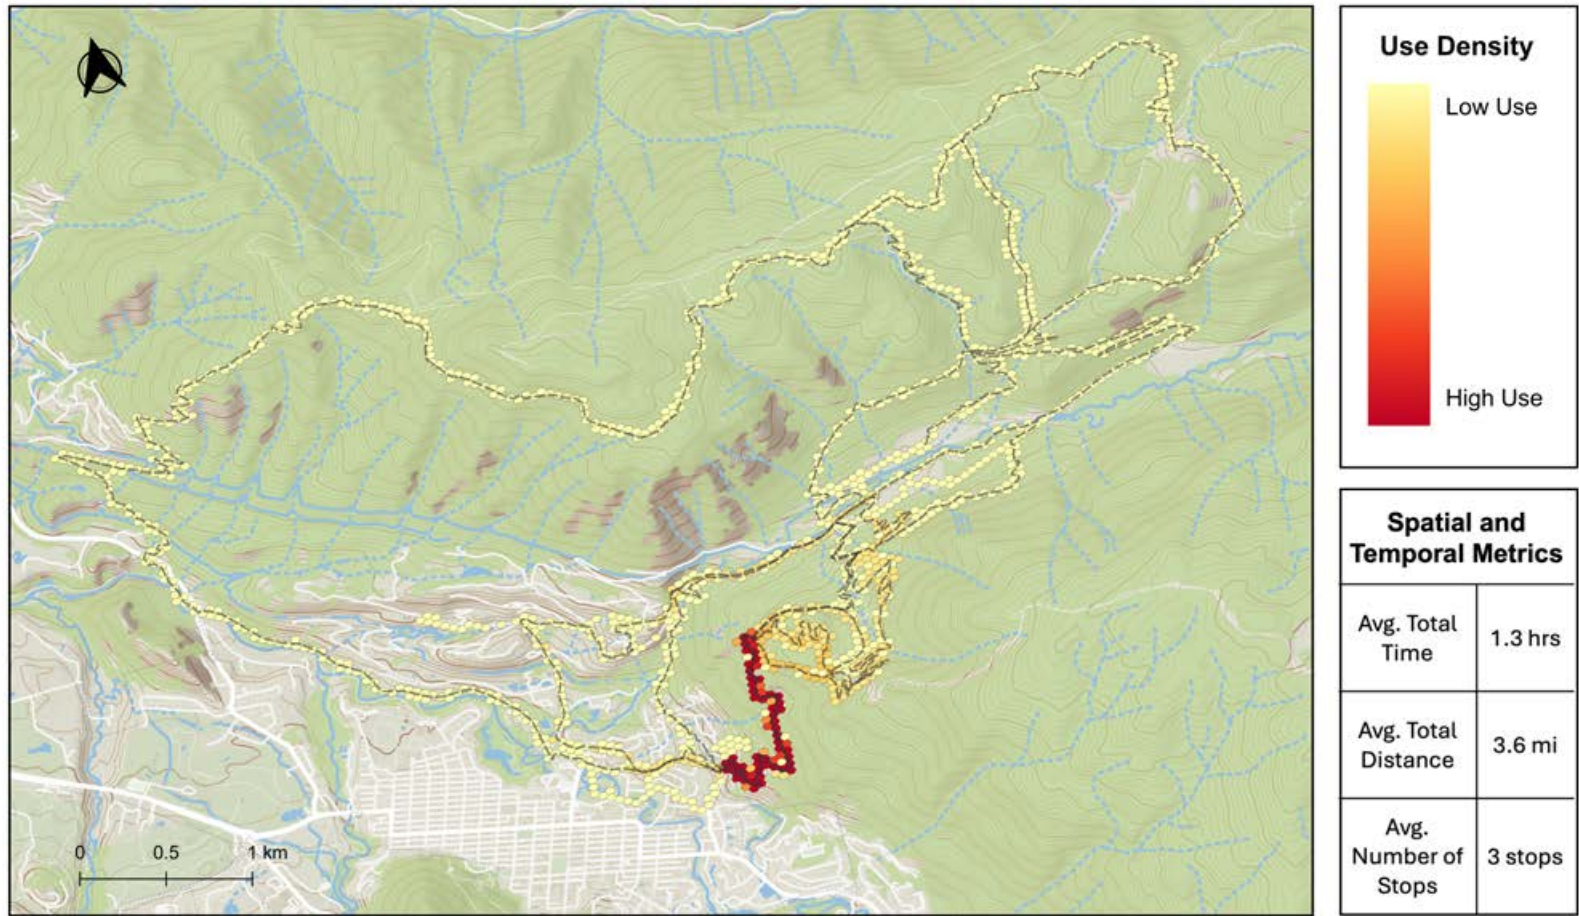 Use Density
Low Use
High Use
Spatial and
Temporal Metrics
Avg. Total
Time
1.3 hrs
Avg. Total
Distance
3.6 mi
Avg.
Number of
Stops
3 stops
0 0.5 1 km